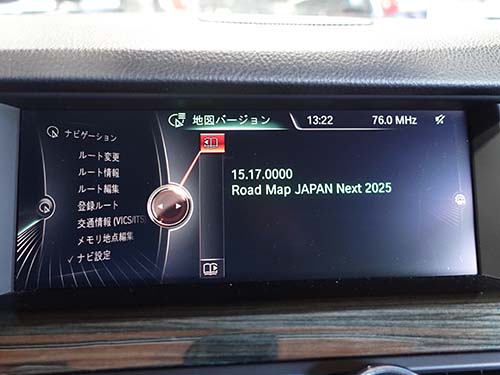 地図バージョン 13:22 76.0 MHz
ナビゲーション
ルート変更
ルート情報
ルート編集
登録ルート
交通情報 (VICS/ITS)
メモリ地点編集
✓ ナビ設定
15.17.0000
Road Map JAPAN Next 2025